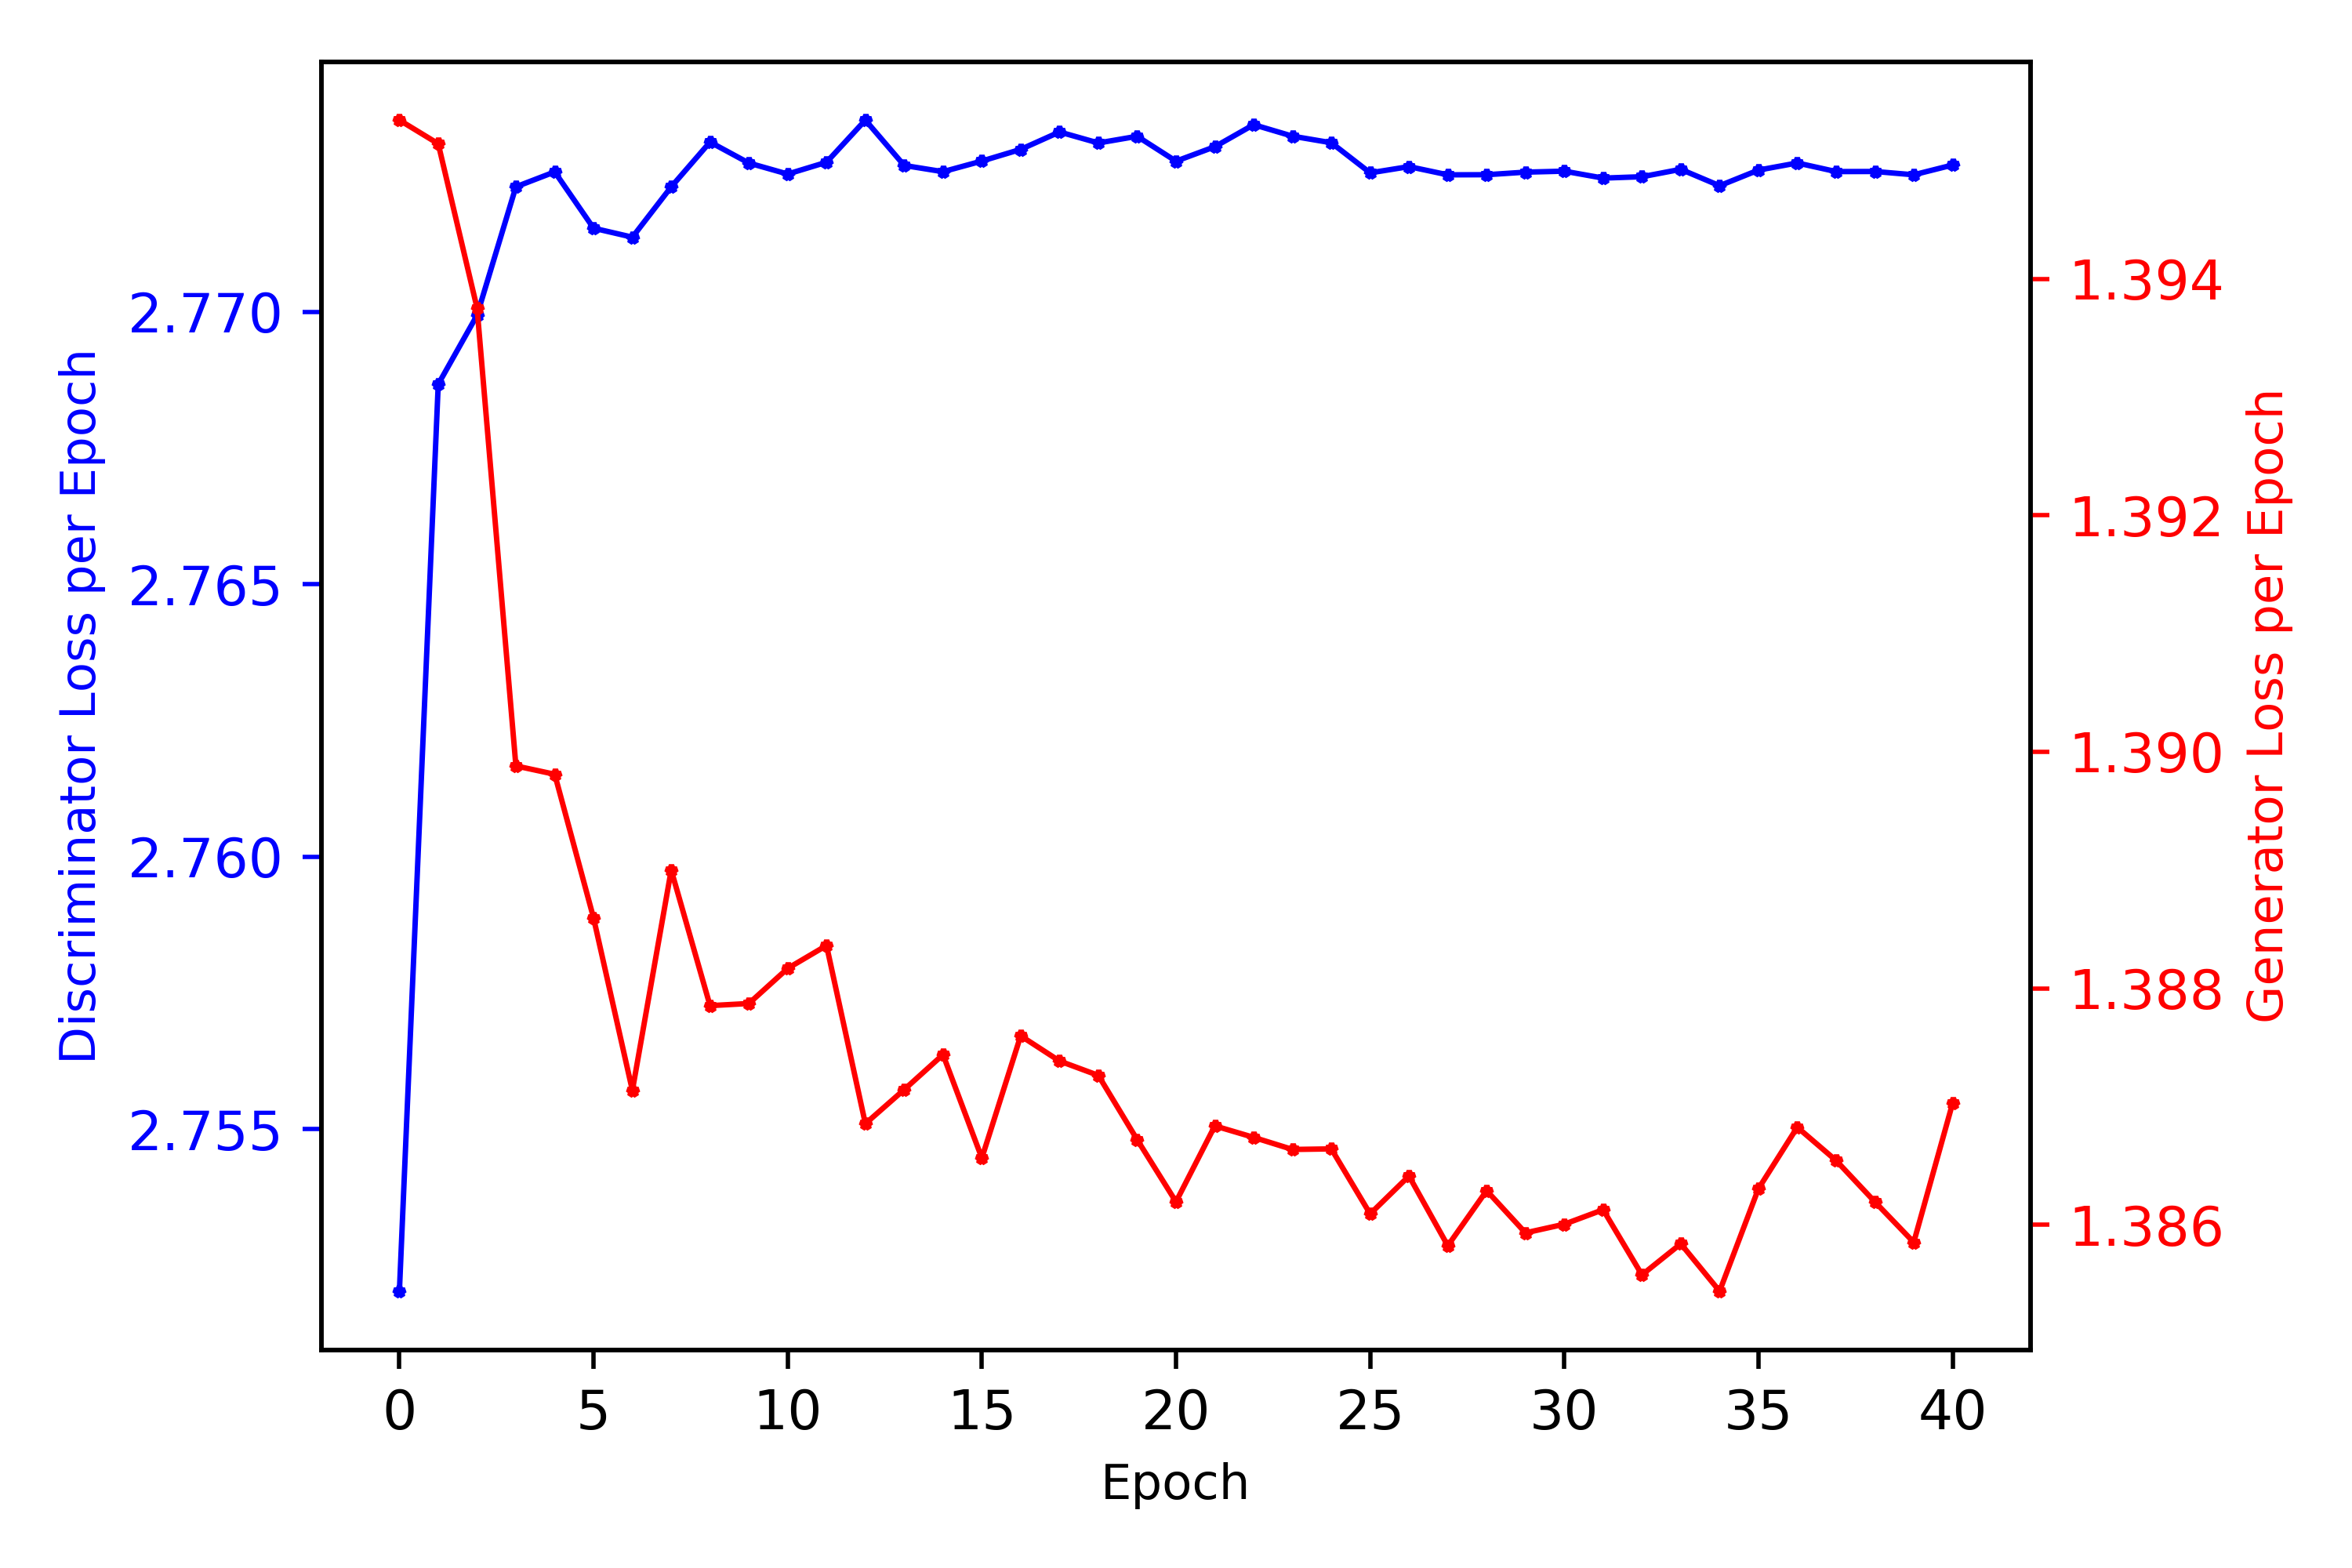 Discriminator Loss per Epoch
2.770
2.765
2.760
2.755
1.394
1.392
1.390
1.388
1.386
Generator Loss per Epoch
0 5 10 15 20 25 30 35 40
Epoch